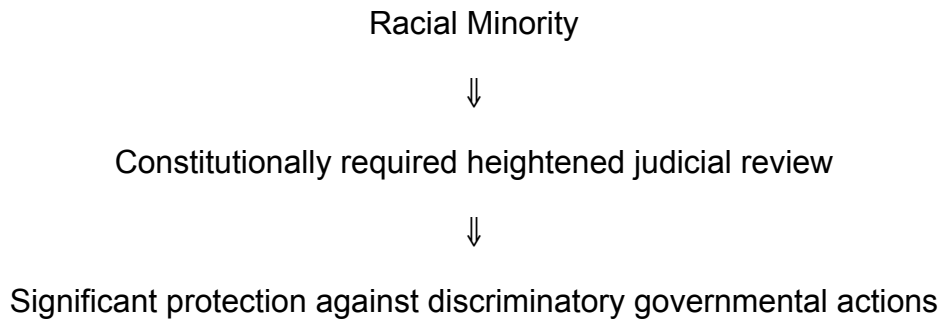 Racial Minority
⇓
Constitutionally required heightened judicial review
⇓
Significant protection against discriminatory governmental actions